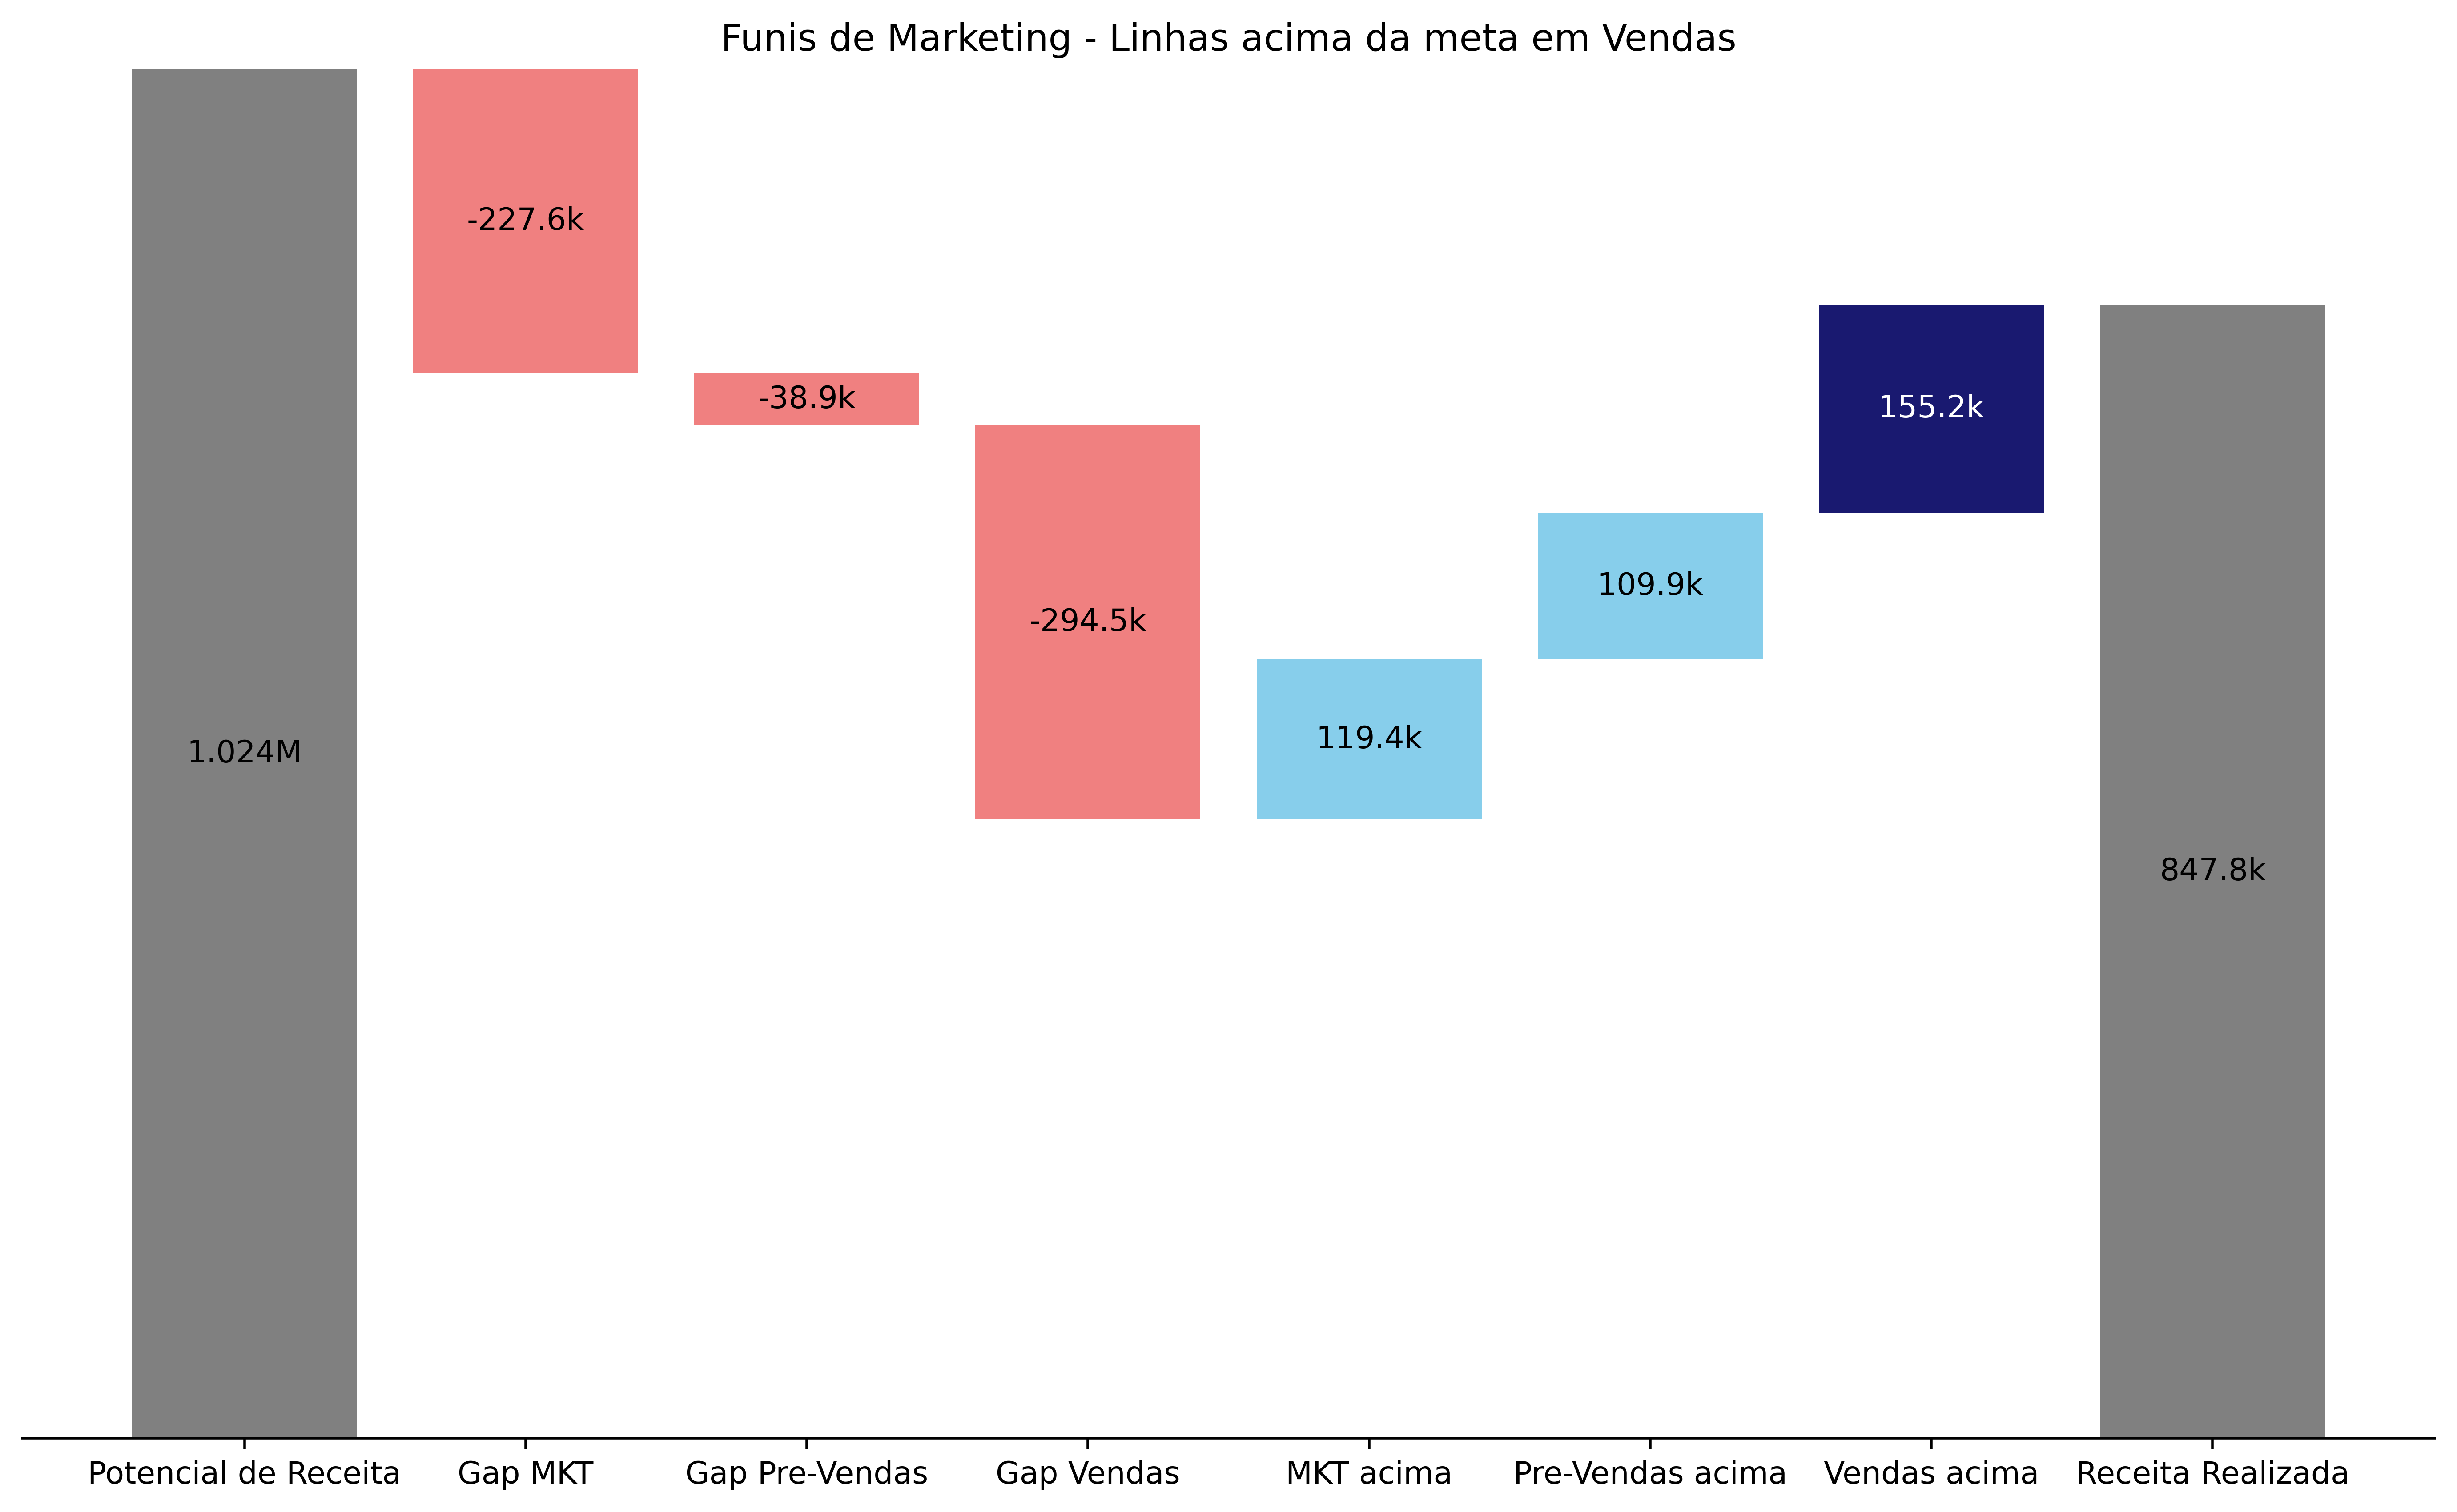 Funis de Marketing - Linhas acima da meta em Vendas
-227.6k
-38.9k
155.2k
109.9k
-294.5k
119.4k
1.024M
847.8k
Potencial de Receita
Gap MKT
Gap Pre-Vendas
Gap Vendas
MKT acima
Pre-Vendas acima
Vendas acima
Receita Realizada